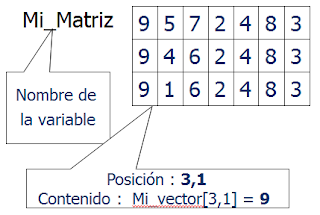 Mi_Matriz
9 5 7 2 4 8 3
9 4 6 2 4 8 3
9 1 6 2 4 8 3
Nombre de
la variable
Posición : 3,1
Contenido : Mi_vector[3,1] = 9